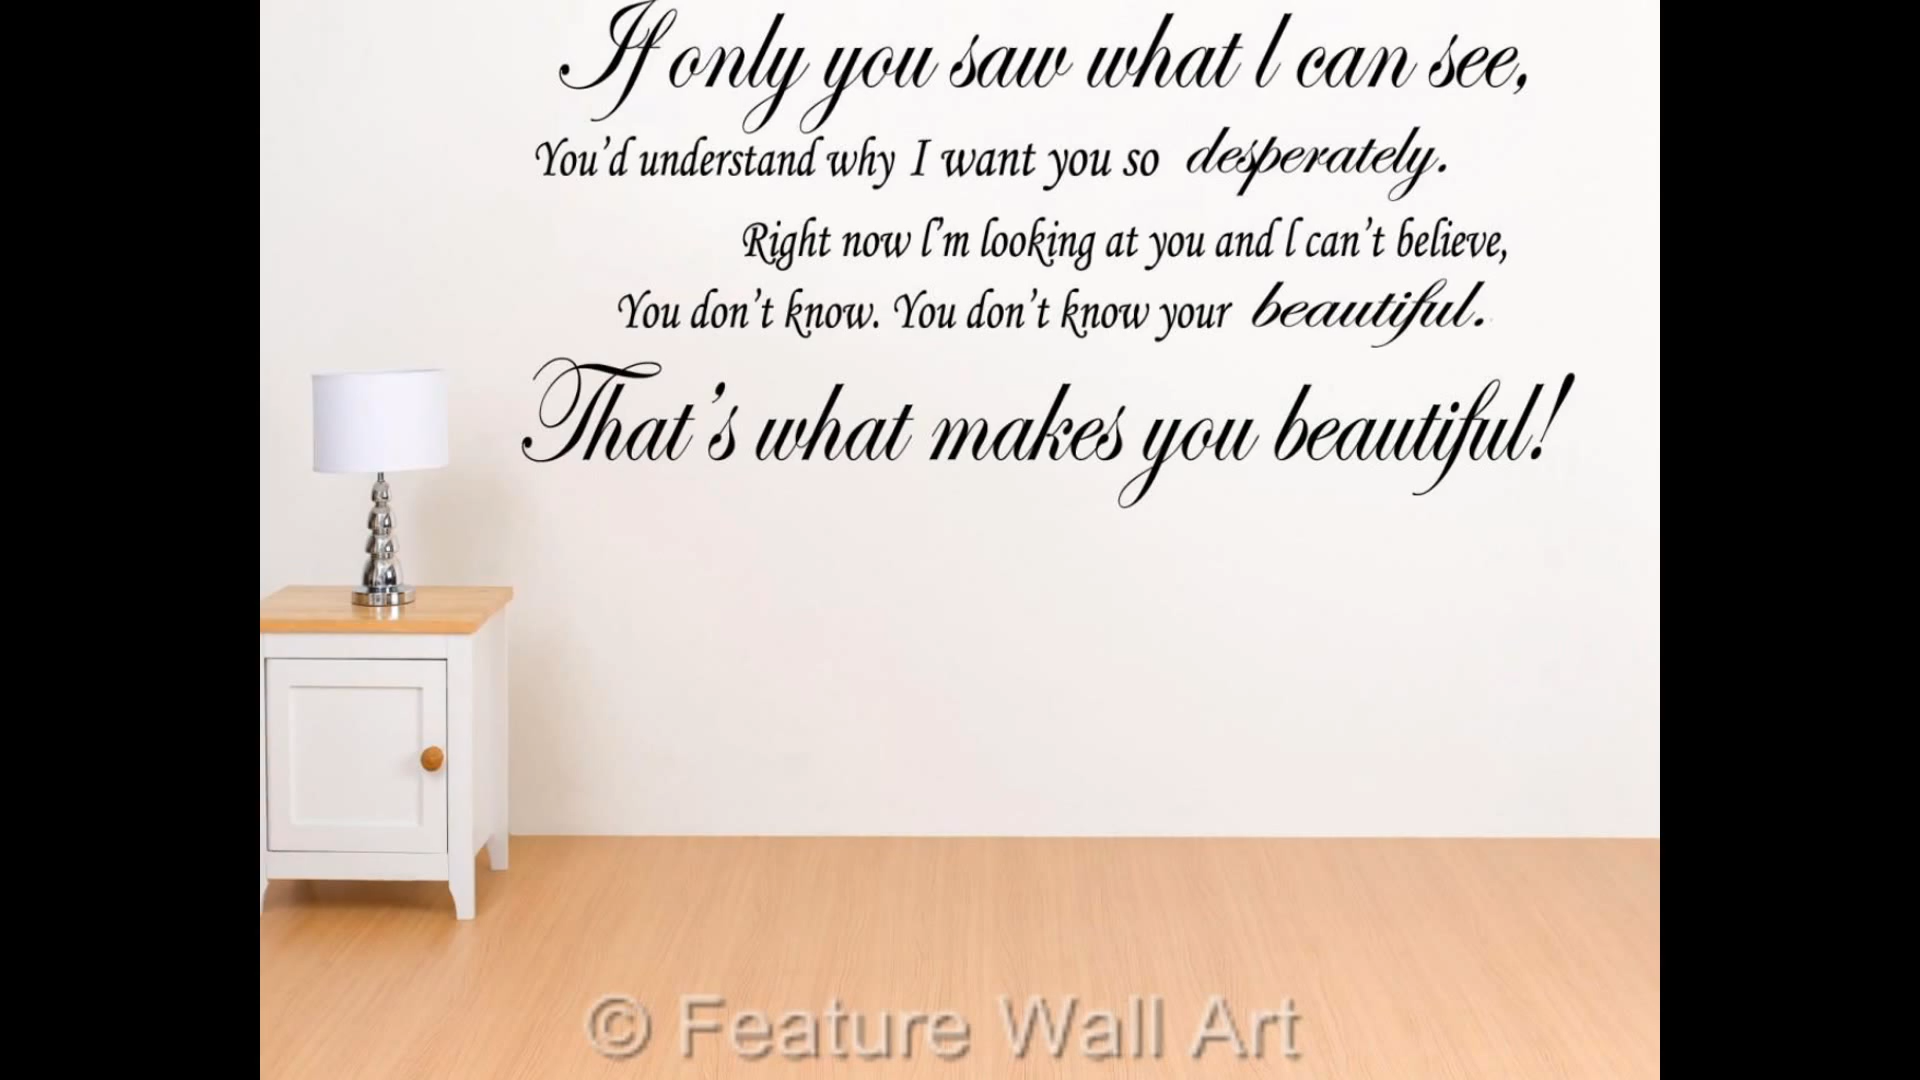 If only you saw what I can see,
You'd understand why I want you so desperately.
Right now I'm looking at you and I can't believe,
You don't know. You don't know your beautiful.
That's what makes you beautiful!
© Feature Wall Art